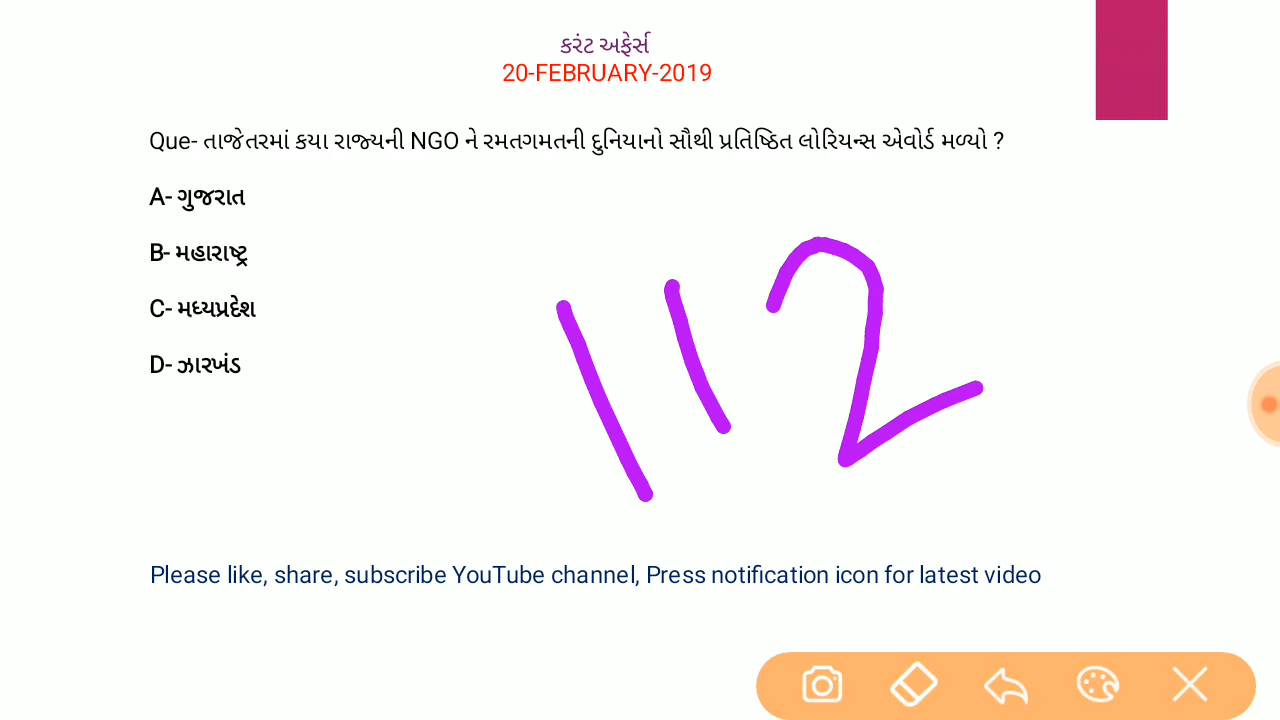 કરંટ અફેર્સ
20-FEBRUARY-2019
Que- તાજેતરમાં કયા રાજ્યની NGO ને રમતગમતની દુનિયાનો સૌથી પ્રતિષ્ઠિત લોરિયન્સ એવોર્ડ મળ્યો ?
A- ગુજરાત
B- મહારાષ્ટ્ર
C- મધ્યપ્રદેશ
D- ઝારખંડ
112
Please like, share, subscribe YouTube channel, Press notification icon for latest video